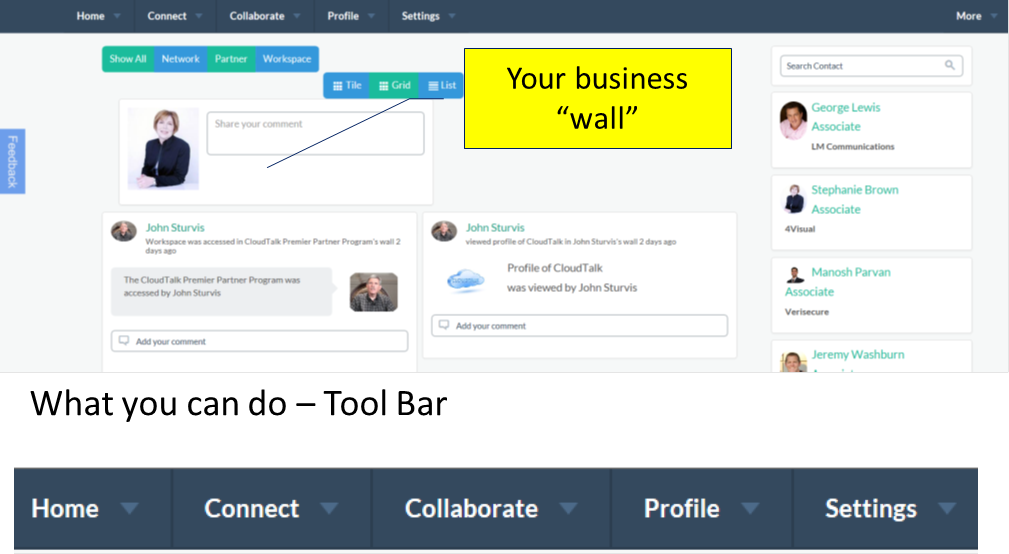 Home Connect Collaborate Profile Settings More
Show All Network Partner Workspace
Tile Grid List
Your business
“wall”
Search Contact
Feedback
Share your comment
George Lewis
Associate
LM Communications
Stephanie Brown
Associate
4Visual
Manosh Parvan
Associate
Verisecure
Jeremy Washburn
John Sturvis
Workspace was accessed in CloudTalk Premier Partner Program's wall 2
days ago
The CloudTalk Premier Partner Program was
accessed by John Sturvis
Add your comment
John Sturvis
viewed profile of CloudTalk in John Sturvis's wall 2 days ago
Profile of CloudTalk
was viewed by John Sturvis
Add your comment
What you can do – Tool Bar
Home Connect Collaborate Profile Settings